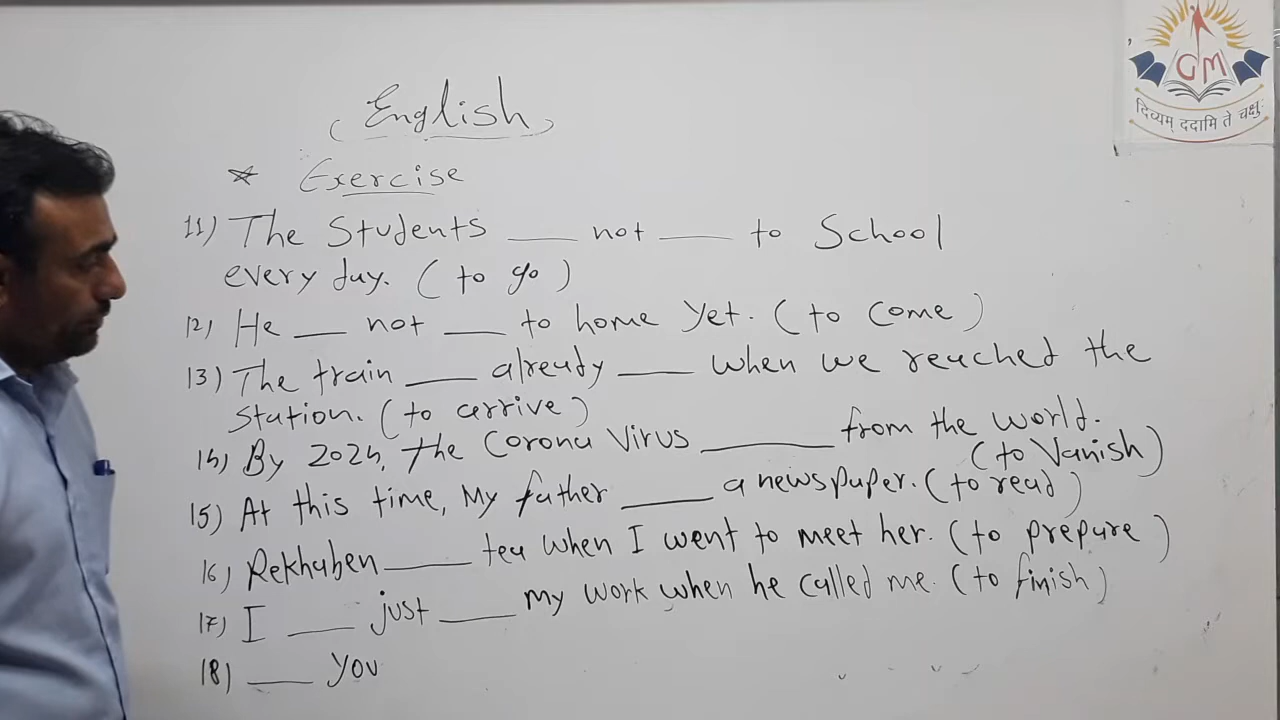 GM
दिव्यम् ददामि ते चक्षुः
(English)
* Exercise
11) The Students ___ not ___ to School
every day. (to go)
12) He ___ not ___ to home yet. (to come)
13) The train ___ already ___ when we reached the
Station. (to arrive)
14) By 2024, the Corona Virus ______ from the world.
(to Vanish)
15) At this time, My father ____ a newspaper. (to read)
16) Rekhaben ____ tea when I went to meet her. (to prepare)
17) I ___ just ___ my work when he called me. (to finish)
18) ___ you